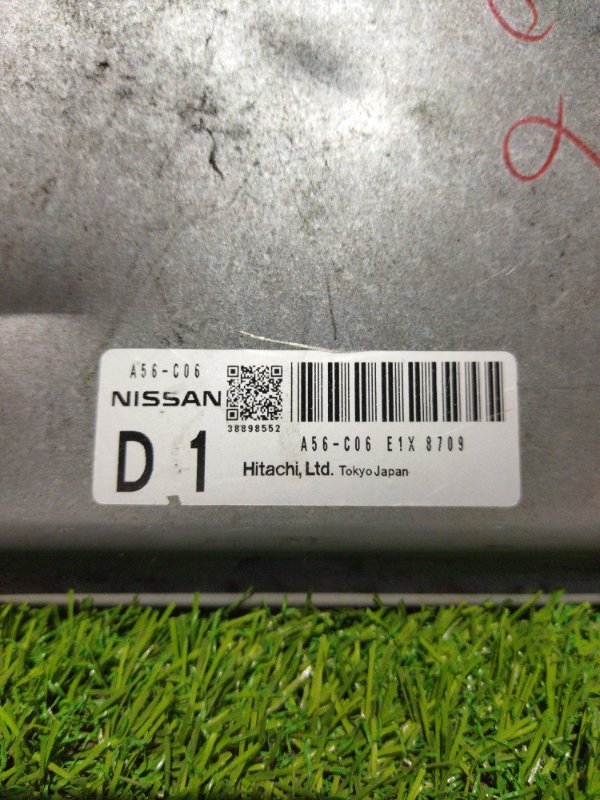 A56-C06
NISSAN
38898552
D 1
A56-C06 E1X 8709
Hitachi, Ltd. Tokyo Japan